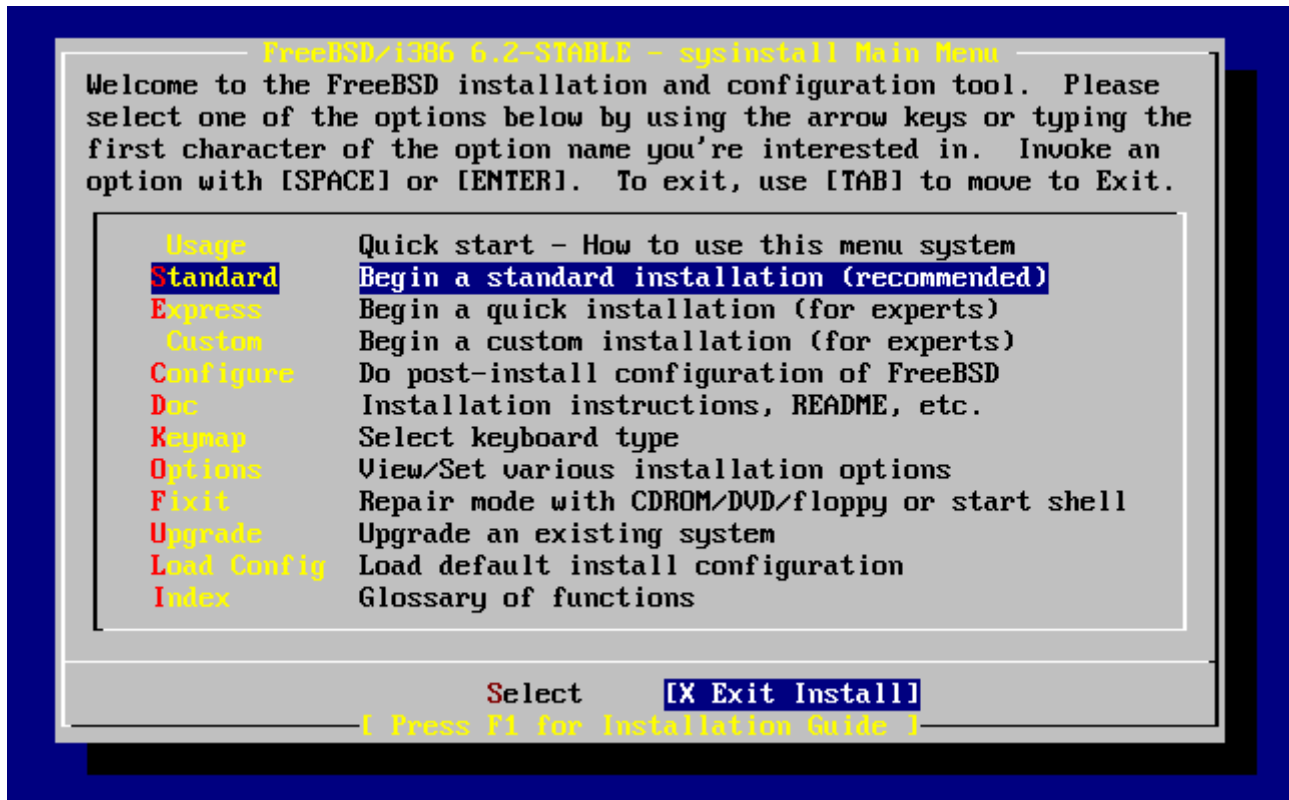 FreeBSD/i386 6.2-STABLE - sysinstall Main Menu
Welcome to the FreeBSD installation and configuration tool.  Please
select one of the options below by using the arrow keys or typing the
first character of the option name you're interested in.  Invoke an
option with [SPACE] or [ENTER].  To exit, use [TAB] to move to Exit.
Usage Quick start - How to use this menu system
Standard Begin a standard installation (recommended)
Express Begin a quick installation (for experts)
Custom Begin a custom installation (for experts)
Configure Do post-install configuration of FreeBSD
Doc Installation instructions, README, etc.
Keymap Select keyboard type
Options View/Set various installation options
Fixit Repair mode with CDROM/DVD/floppy or start shell
Upgrade Upgrade an existing system
Load Config Load default install configuration
Index Glossary of functions
Select [X Exit Install]
[ Press F1 for Installation Guide ]